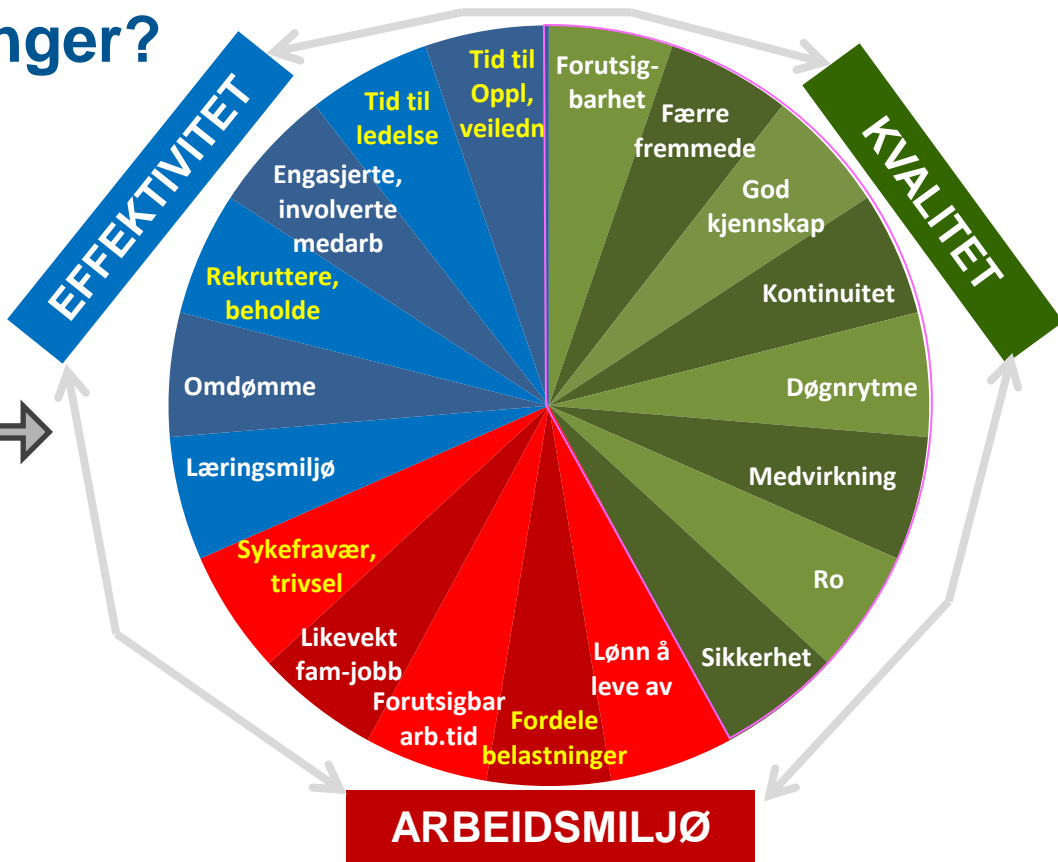 nger?
EFFEKTIVITET
KVALITET
Forutsig-
barhet
Færre
fremmede
God
kjennskap
Kontinuitet
Døgnrytme
Medvirkning
Ro
Sikkerhet
Lønn å
leve av
Fordele
belastninger
Forutsigbar
arb.tid
Likevekt
fam-jobb
Sykefravær,
trivsel
Læringsmiljø
Omdømme
Rekruttere,
beholde
Engasjerte,
involverte
medarb
Tid til
ledelse
Tid til
Oppl,
veiledn
ARBEIDSMILJØ